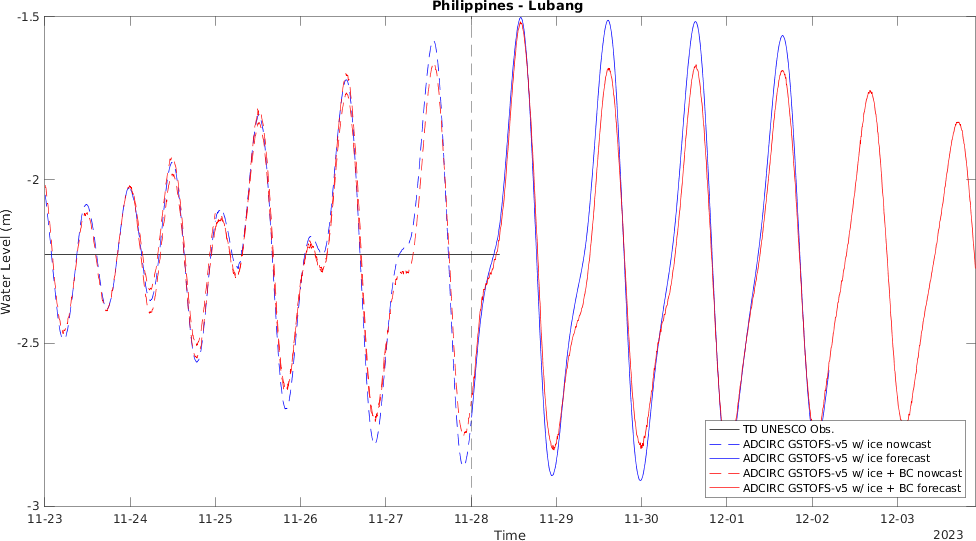 Philippines - Lubang
-1.5
-2
-2.5
-3
Water Level (m)
TD UNESCO Obs.
ADCIRC GSTOFS-v5 w/ ice nowcast
ADCIRC GSTOFS-v5 w/ ice forecast
ADCIRC GSTOFS-v5 w/ ice + BC nowcast
ADCIRC GSTOFS-v5 w/ ice + BC forecast
11-23 11-24 11-25 11-26 11-27 11-28 11-29 11-30 12-01 12-02 12-03
Time
2023